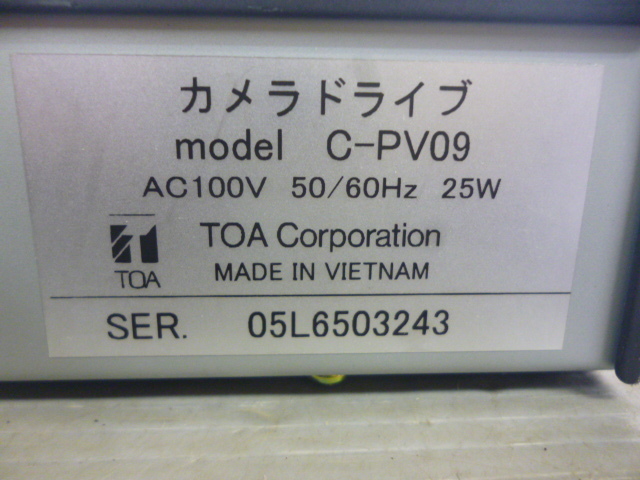 カメラドライブ
model C-PV09
AC100V 50/60Hz 25W
TOA Corporation
TOA
MADE IN VIETNAM
SER. 05L6503243